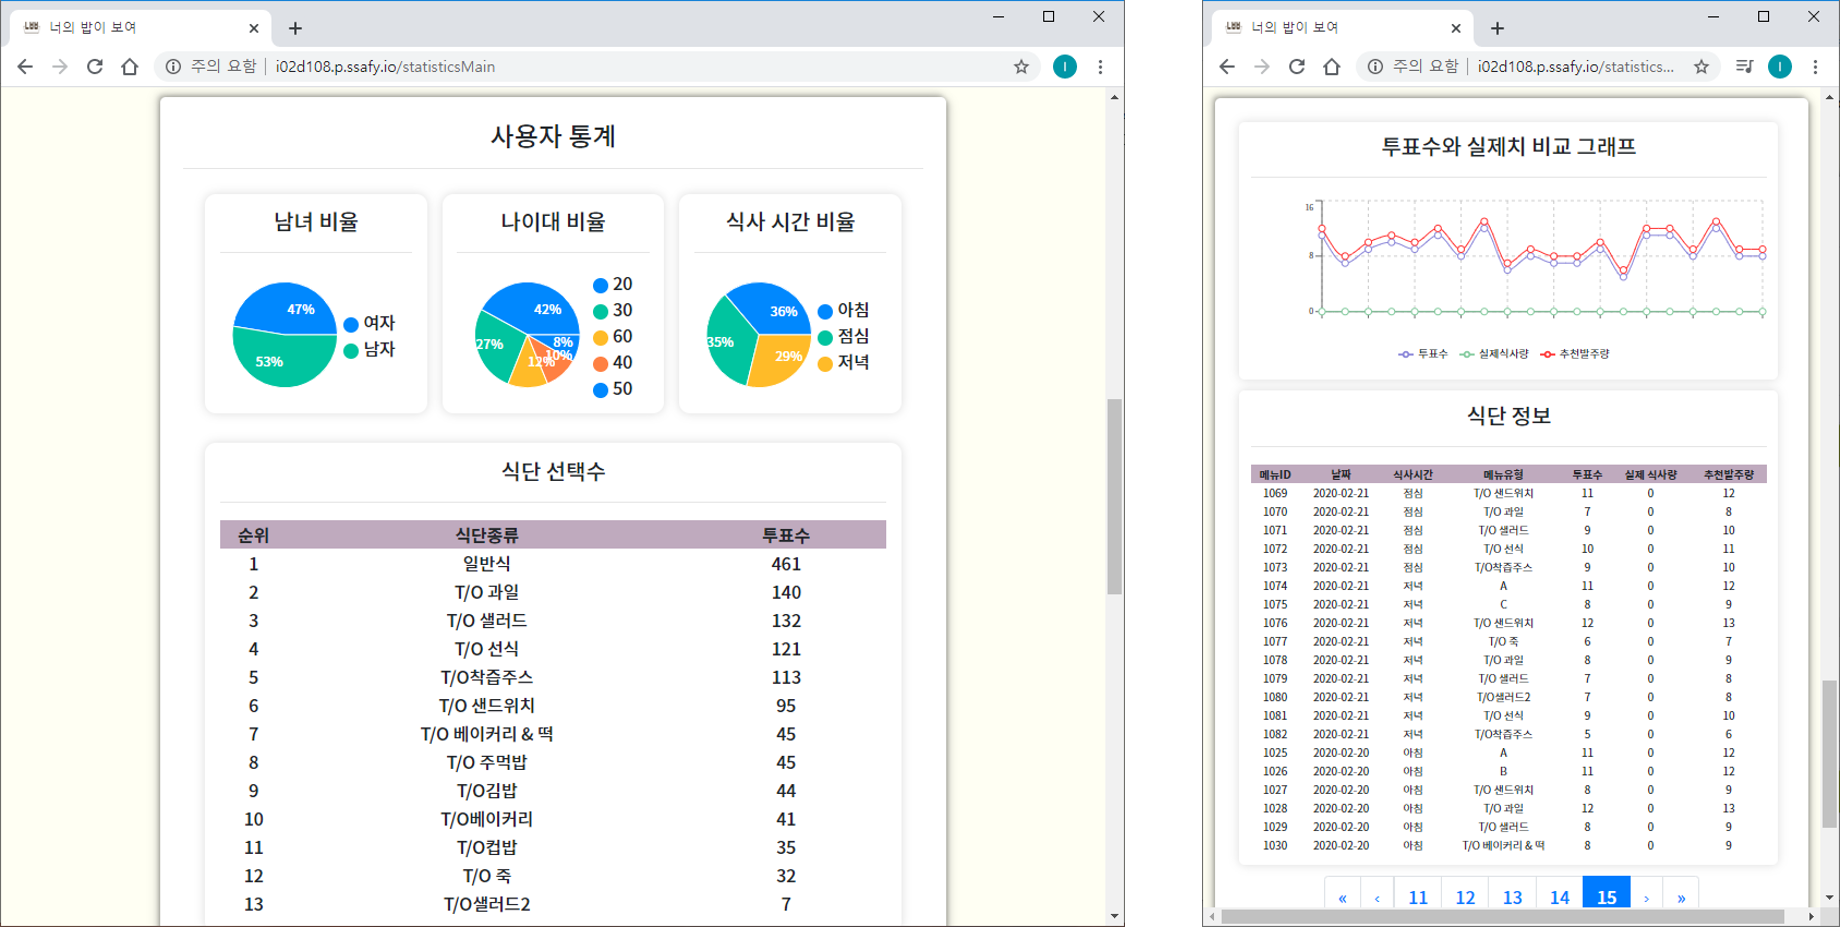 너의 밥이 보여
주의 요함 | i02d108.p.ssafy.io/statisticsMain
사용자 통계
남녀 비율
47%
53%
여자
남자
나이대 비율
42%
27%
12%
10%
8%
20
30
60
40
50
식사 시간 비율
36%
35%
29%
아침
점심
저녁
식단 선택수
순위 식단종류 투표수
1 일반식 461
2 T/O 과일 140
3 T/O 샐러드 132
4 T/O 선식 121
5 T/O착즙주스 113
6 T/O 샌드위치 95
7 T/O 베이커리 & 떡 45
8 T/O 주먹밥 45
9 T/O김밥 44
10 T/O베이커리 41
11 T/O컵밥 35
12 T/O 죽 32
13 T/O샐러드2 7
너의 밥이 보여
주의 요함 | i02d108.p.ssafy.io/statistics...
I
I
투표수와 실제치 비교 그래프
16
8
0
투표수 실제식사량 추천발주량
식단 정보
메뉴ID 날짜 식사시간 메뉴유형 투표수 실제 식사량 추천발주량
1069 2020-02-21 점심 T/O 샌드위치 11 0 12
1070 2020-02-21 점심 T/O 과일 7 0 8
1071 2020-02-21 점심 T/O 샐러드 9 0 10
1072 2020-02-21 점심 T/O 선식 10 0 11
1073 2020-02-21 점심 T/O착즙주스 9 0 10
1074 2020-02-21 저녁 A 11 0 12
1075 2020-02-21 저녁 C 8 0 9
1076 2020-02-21 저녁 T/O 샌드위치 12 0 13
1077 2020-02-21 저녁 T/O 죽 6 0 7
1078 2020-02-21 저녁 T/O 과일 8 0 9
1079 2020-02-21 저녁 T/O 샐러드 7 0 8
1080 2020-02-21 저녁 T/O샐러드2 7 0 8
1081 2020-02-21 저녁 T/O 선식 9 0 10
1082 2020-02-21 저녁 T/O착즙주스 5 0 6
1025 2020-02-20 아침 A 11 0 12
1026 2020-02-20 아침 B 11 0 12
1027 2020-02-20 아침 T/O 샌드위치 8 0 9
1028 2020-02-20 아침 T/O 과일 12 0 13
1029 2020-02-20 아침 T/O 샐러드 8 0 9
1030 2020-02-20 아침 T/O 베이커리 & 떡 8 0 9
« ‹ 11 12 13 14 15 › »